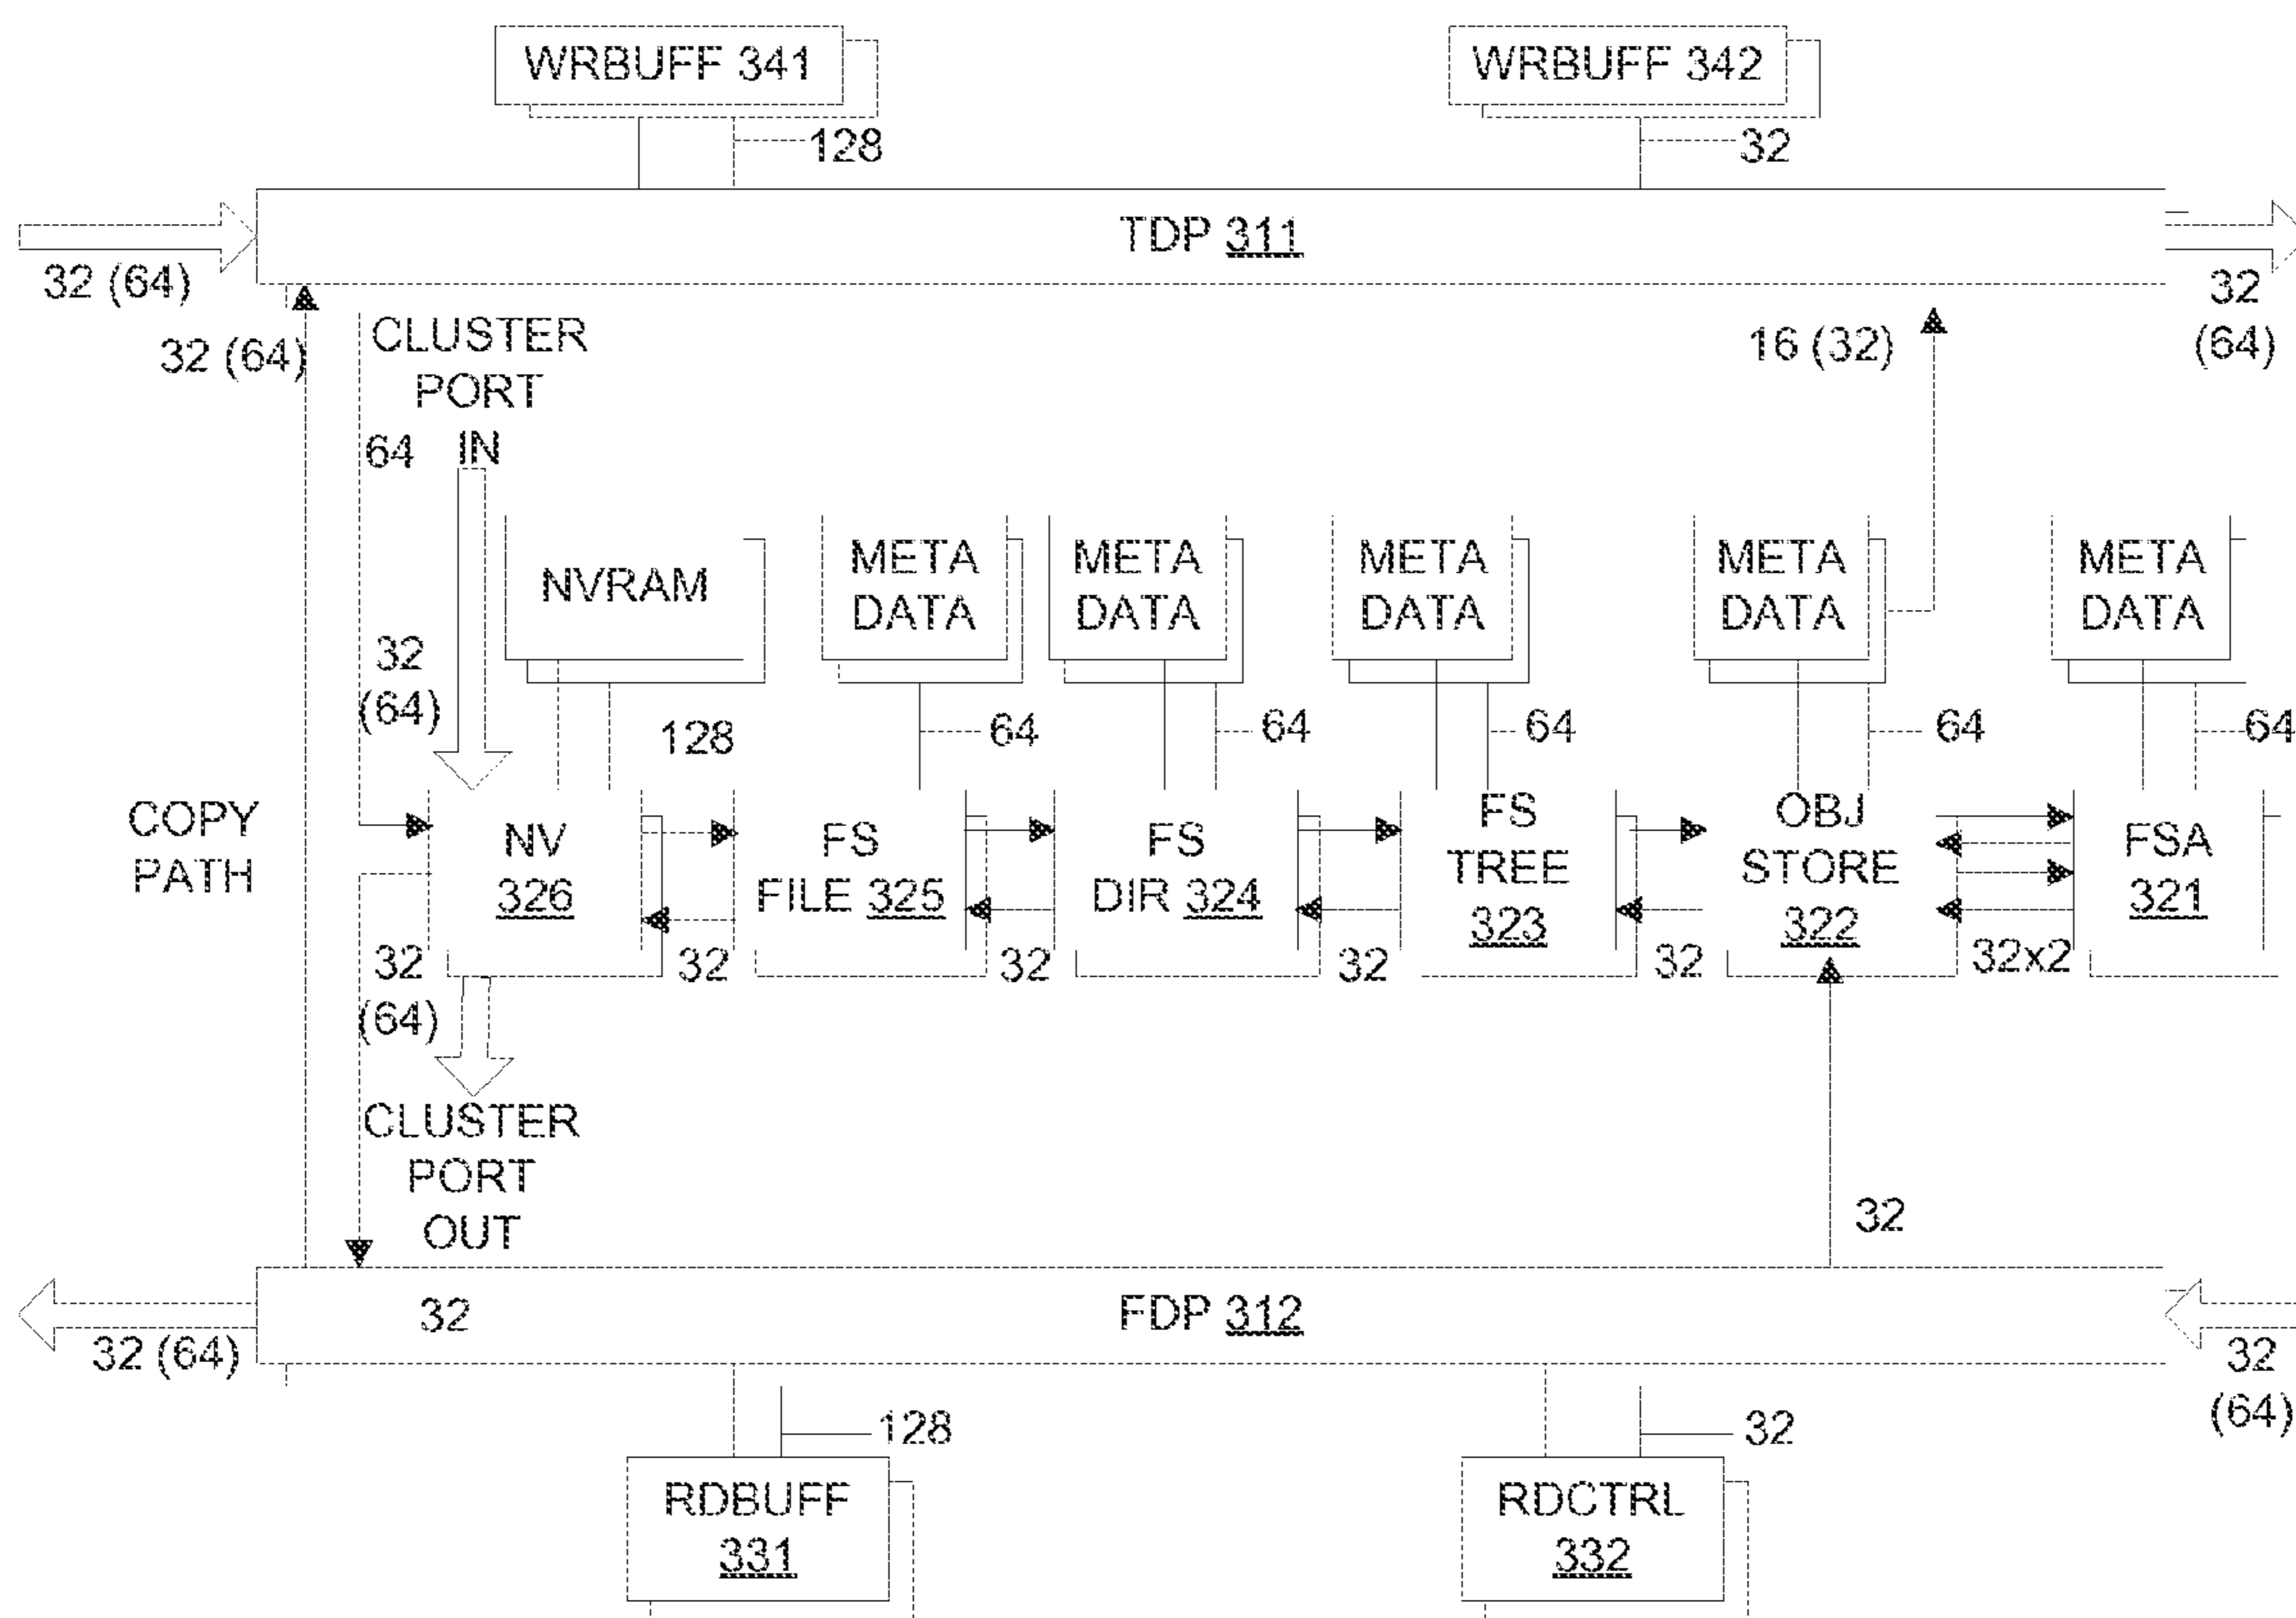 WRBUFF 341
WRBUFF 342
128
32
TDP 311
32 (64)
32
(64)
32 (64)
CLUSTER
PORT
IN
64
16 (32)
NVRAM
META
DATA
META
DATA
META
DATA
META
DATA
META
DATA
32
(64)
128
64
64
64
64
64
COPY
PATH
NV
326
FS
FILE 325
FS
DIR 324
FS
TREE
323
OBJ
STORE
322
FSA
321
32
(64)
32
32
32
32
32x2
CLUSTER
PORT
OUT
32
32
FDP 312
32 (64)
32
(64)
128
32
RDBUFF
331
RDCTRL
332